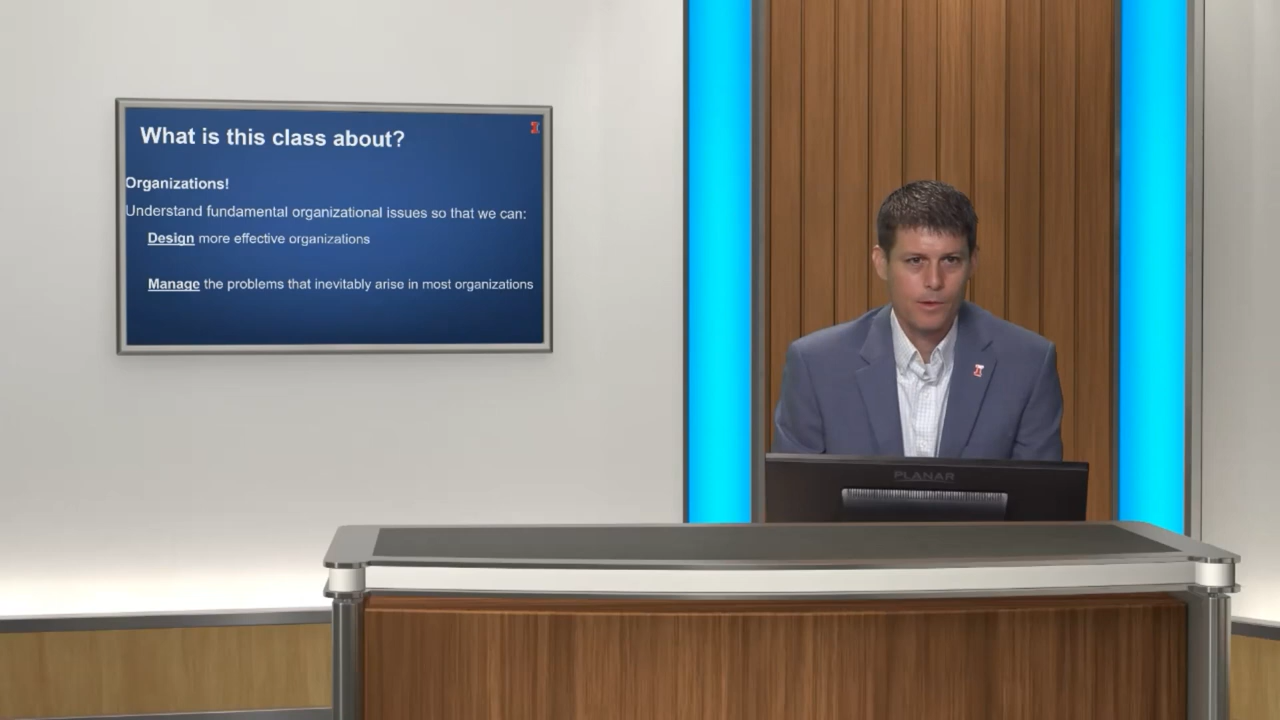 What is this class about?
Organizations!
Understand fundamental organizational issues so that we can:
Design more effective organizations
Manage the problems that inevitably arise in most organizations
PLANAR